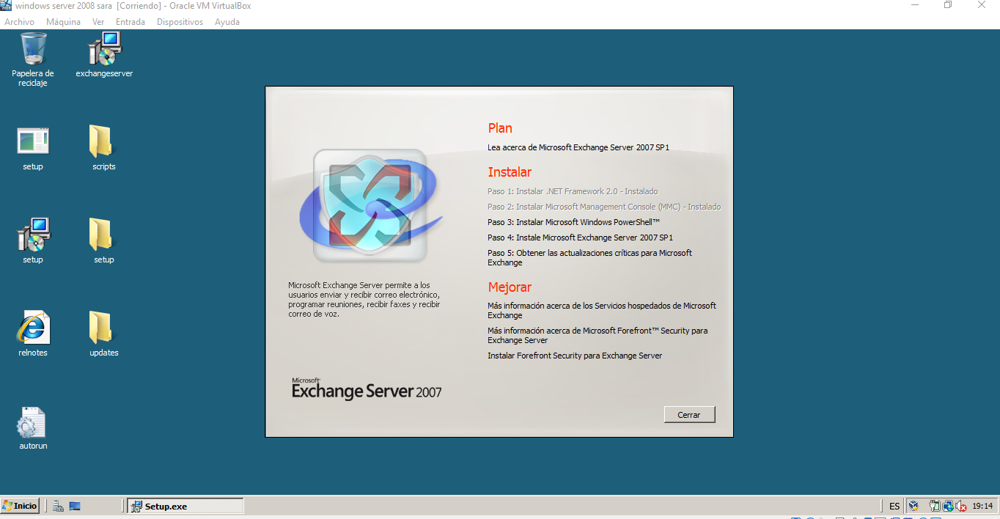 windows server 2008 sara [Corriendo] - Oracle VM VirtualBox
Archivo Máquina Ver Entrada Dispositivos Ayuda
Papelera de
reciclaje
exchangeserver
setup
scripts
setup
setup
relnotes
updates
autorun
Microsoft Exchange Server permite a los
usuarios enviar y recibir correo electrónico,
programar reuniones, recibir faxes y recibir
correo de voz.
Microsoft
Exchange Server 2007
Plan
Lea acerca de Microsoft Exchange Server 2007 SP1
Instalar
Paso 1: Instalar .NET Framework 2.0 - Instalado
Paso 2: Instalar Microsoft Management Console (MMC) - Instalado
Paso 3: Instalar Microsoft Windows PowerShell™
Paso 4: Instale Microsoft Exchange Server 2007 SP1
Paso 5: Obtener las actualizaciones críticas para Microsoft
Exchange
Mejorar
Más información acerca de los Servicios hospedados de Microsoft
Exchange
Más información acerca de Microsoft Forefront™ Security para
Exchange Server
Instalar Forefront Security para Exchange Server
Cerrar
Inicio
Setup.exe
ES
19:14